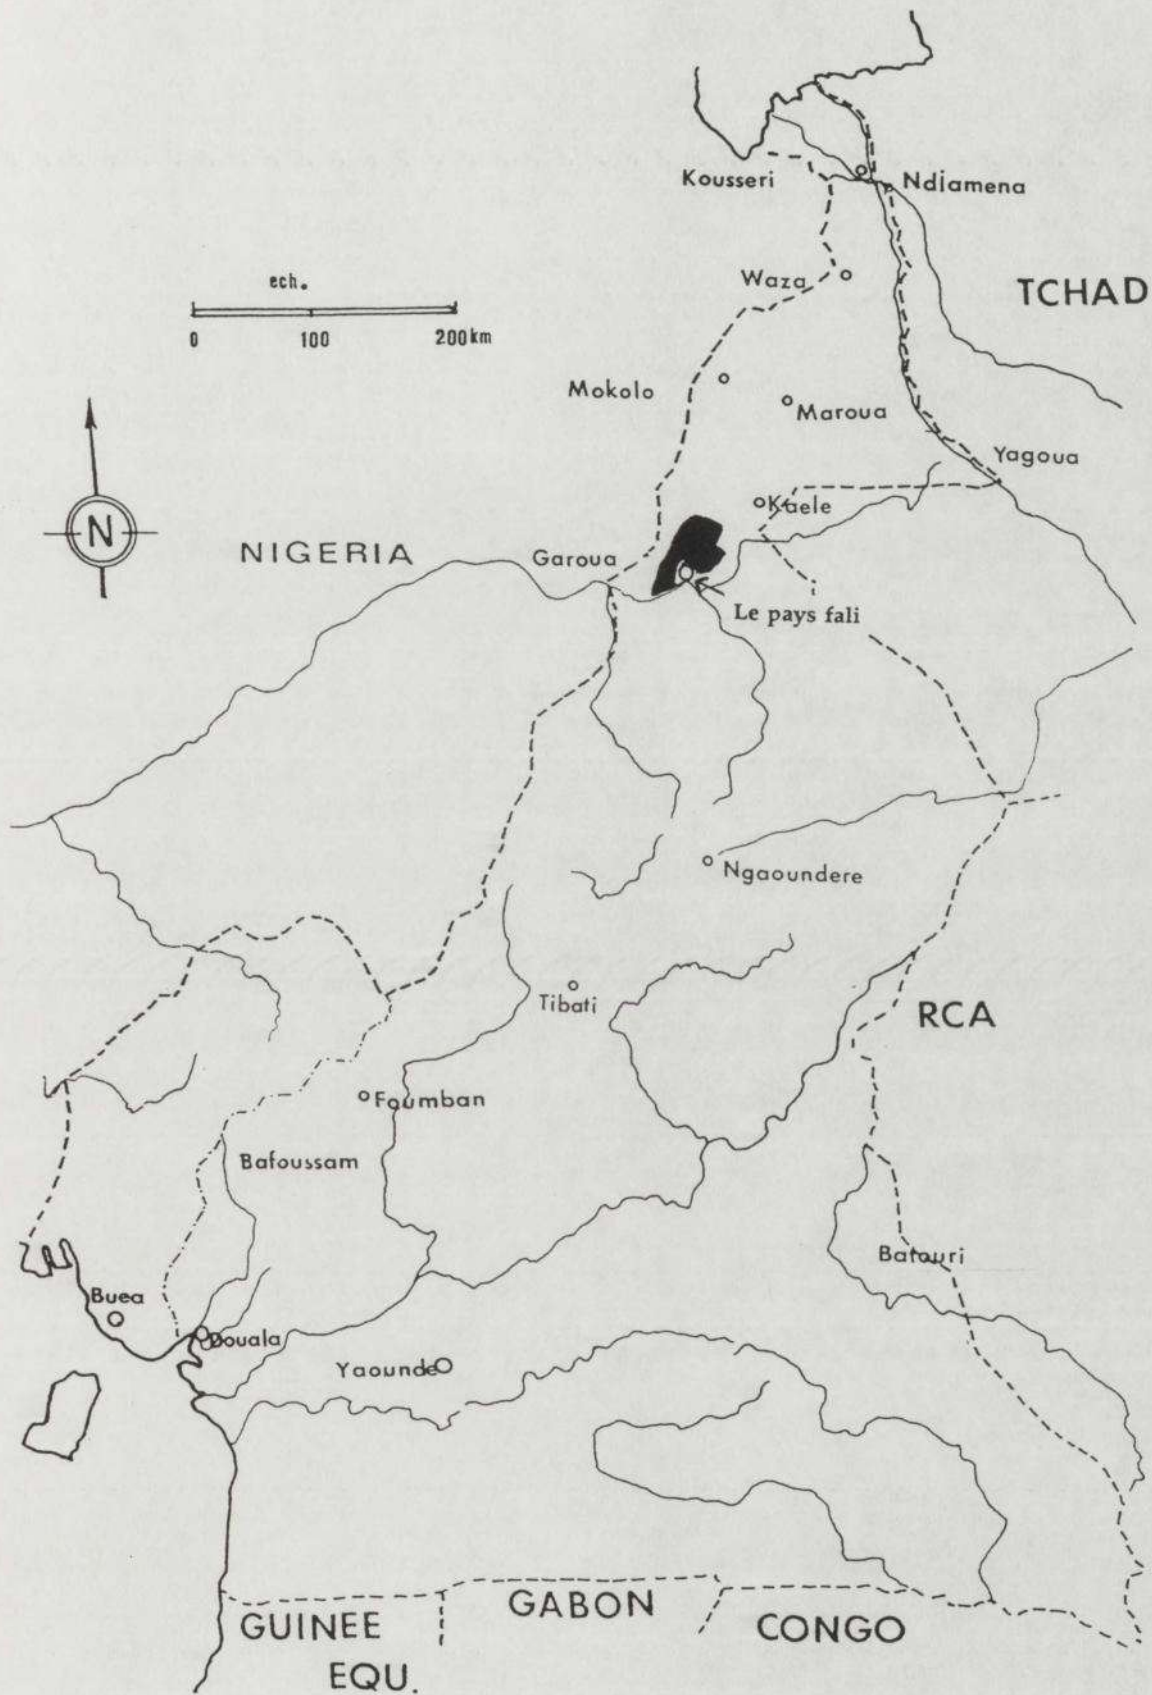 Kousseri
Ndjamena
Waza
TCHAD
ech.
0 100 200km
Mokolo
Maroua
Yagoua
Kaele
N
NIGERIA
Garoua
Le pays fali
Ngaoundere
Tibati
RCA
Foumban
Bafoussam
Batouri
Buea
Douala
Yaounde
GUINEE
EQU.
GABON
CONGO